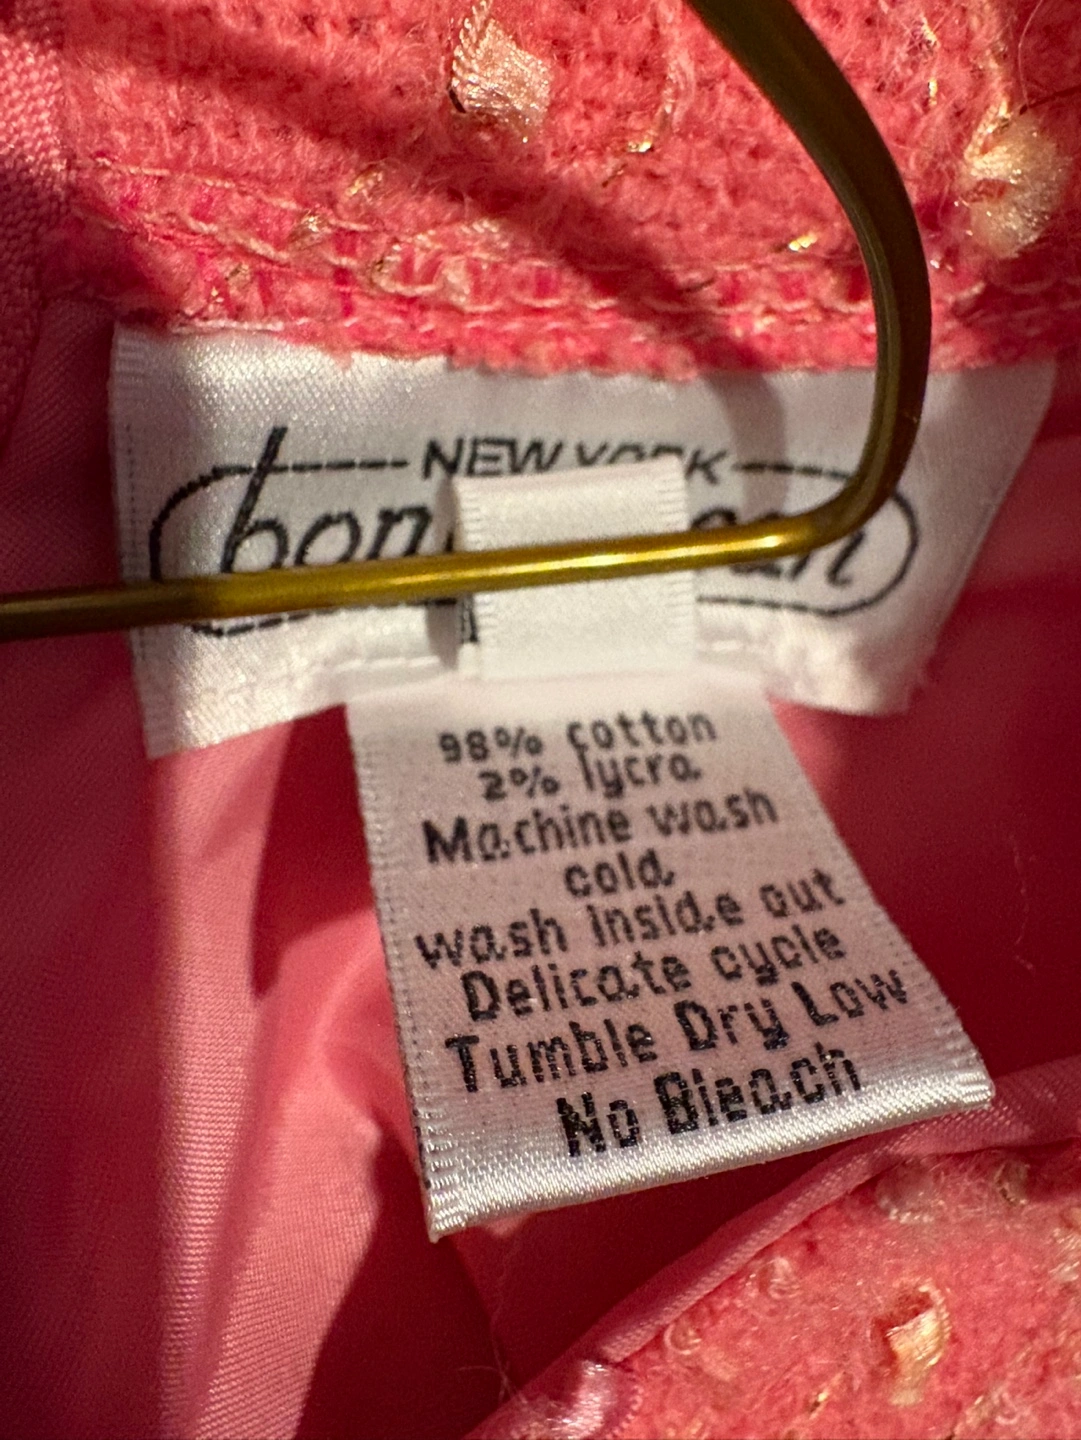 NEW YORK
98% cotton
2% lycra
Machine wash
cold,
wash inside out
Delicate cycle
Tumble Dry Low
No Bleach